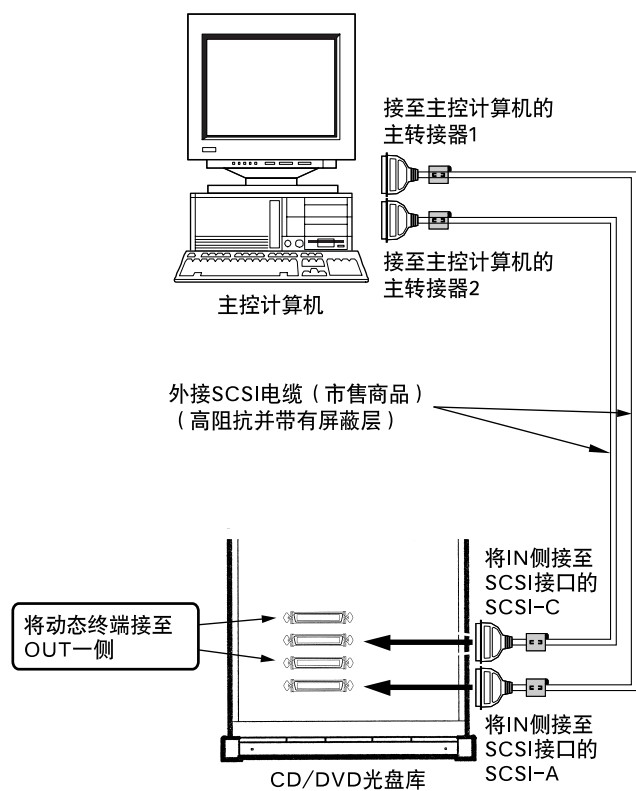 接至主控计算机的
主转接器1
接至主控计算机的
主转接器2
主控计算机
外接SCSI电缆（市售商品）
（高阻抗并带有屏蔽层）
将IN侧接至
SCSI接口的
SCSI-C
将动态终端接至
OUT一侧
将IN侧接至
SCSI接口的
SCSI-A
CD/DVD光盘库